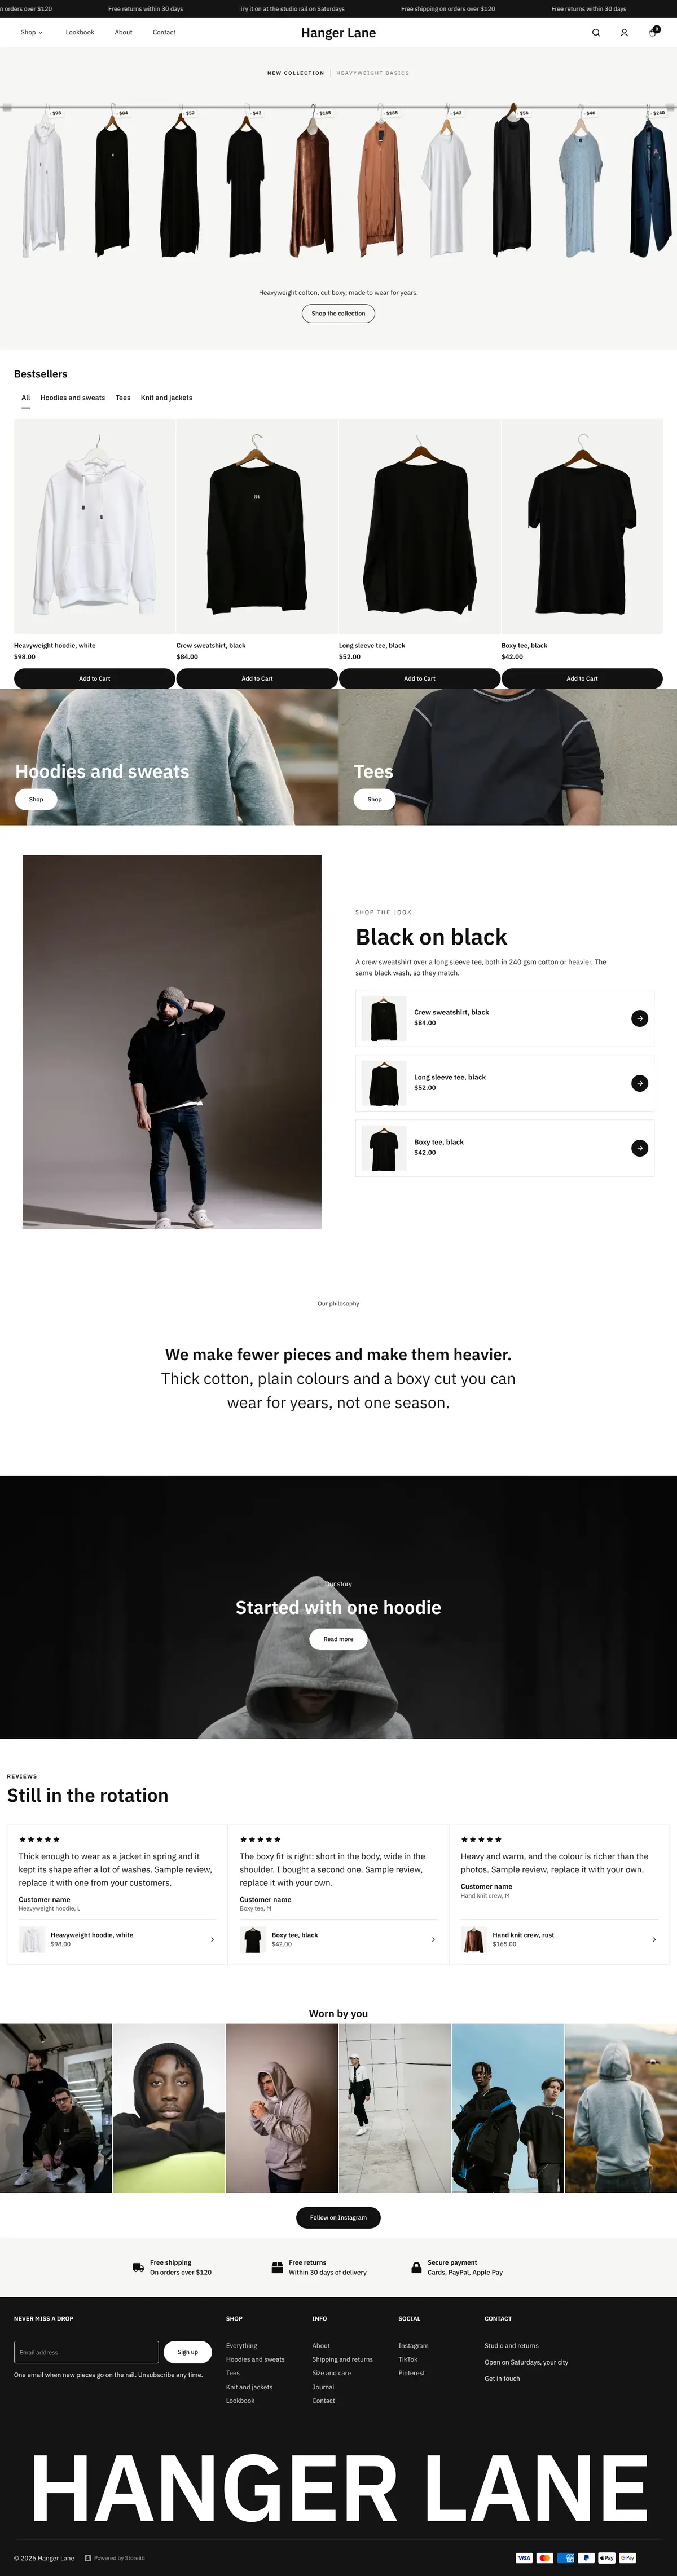 n orders over $120
Free returns within 30 days
Try it on at the studio rail on Saturdays
Free shipping on orders over $120
Free returns within 30 days
Shop
Lookbook
About
Contact
Hanger Lane
0
NEW COLLECTION | HEAVYWEIGHT BASICS
$98
$84
$52
$42
$165
$185
$42
$56
$46
$240
Heavyweight cotton, cut boxy, made to wear for years.
Shop the collection
Bestsellers
All
Hoodies and sweats
Tees
Knit and jackets
Heavyweight hoodie, white
$98.00
Add to Cart
Crew sweatshirt, black
$84.00
Add to Cart
Long sleeve tee, black
$52.00
Add to Cart
Boxy tee, black
$42.00
Add to Cart
Hoodies and sweats
Shop
Tees
Shop
SHOP THE LOOK
Black on black
A crew sweatshirt over a long sleeve tee, both in 240 gsm cotton or heavier. The
same black wash, so they match.
Crew sweatshirt, black
$84.00
Long sleeve tee, black
$52.00
Boxy tee, black
$42.00
Our philosophy
We make fewer pieces and make them heavier.
Thick cotton, plain colours and a boxy cut you can
wear for years, not one season.
Our story
Started with one hoodie
Read more
REVIEWS
Still in the rotation
Thick enough to wear as a jacket in spring and it
kept its shape after a lot of washes. Sample review,
replace it with one from your customers.
Customer name
Heavyweight hoodie, L
Heavyweight hoodie, white
$98.00
The boxy fit is right: short in the body, wide in the
shoulder. I bought a second one. Sample review,
replace it with your own.
Customer name
Boxy tee, M
Boxy tee, black
$42.00
Heavy and warm, and the colour is richer than the
photos. Sample review, replace it with your own.
Customer name
Hand knit crew, M
Hand knit crew, rust
$165.00
Worn by you
Follow on Instagram
Free shipping
On orders over $120
Free returns
Within 30 days of delivery
Secure payment
Cards, PayPal, Apple Pay
NEVER MISS A DROP
Email address
Sign up
One email when new pieces go on the rail. Unsubscribe any time.
SHOP
Everything
Hoodies and sweats
Tees
Knit and jackets
Lookbook
INFO
About
Shipping and returns
Size and care
Journal
Contact
SOCIAL
Instagram
TikTok
Pinterest
CONTACT
Studio and returns
Open on Saturdays, your city
Get in touch
HANGER LANE
© 2026 Hanger Lane
Powered by Storelib
VISA
Pay
G Pay